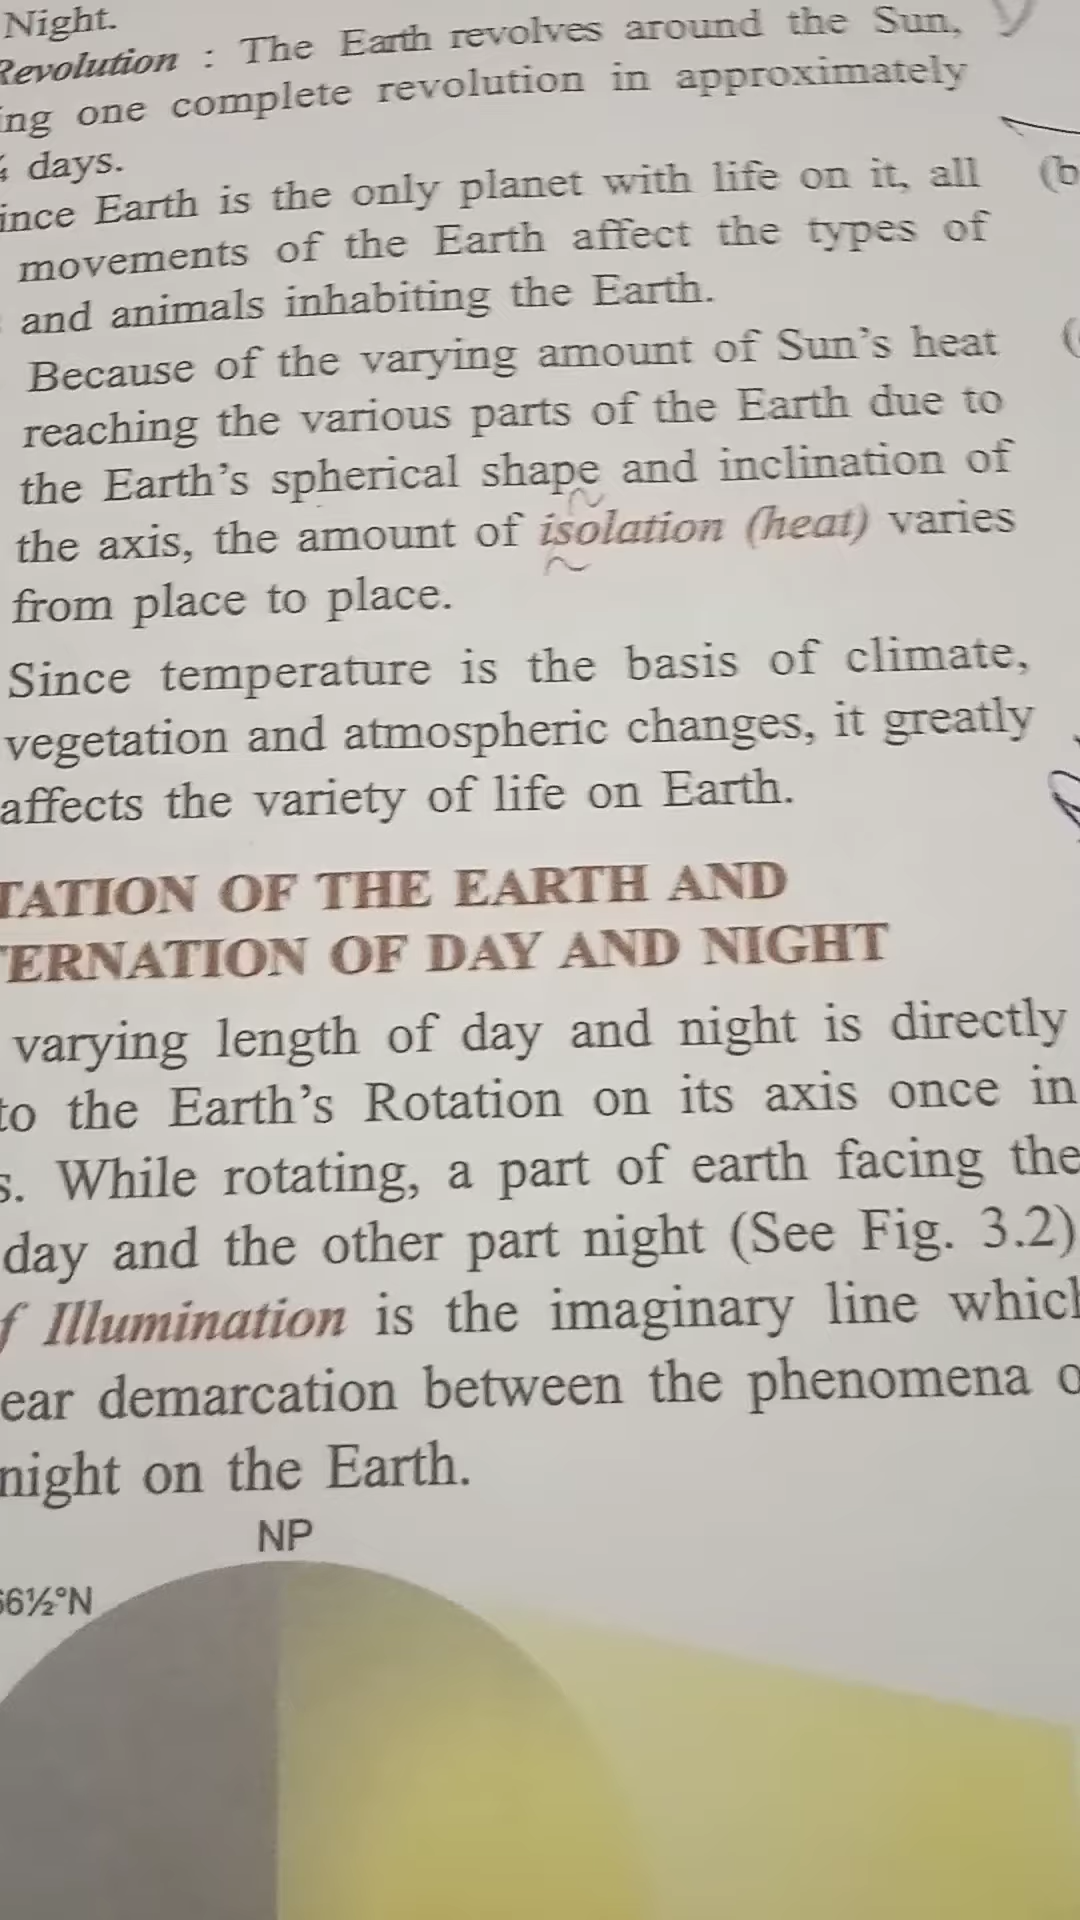 Night.
Revolution : The Earth revolves around the Sun,
ing one complete revolution in approximately
days.
ince Earth is the only planet with life on it, all
(b
movements of the Earth affect the types of
and animals inhabiting the Earth.
Because of the varying amount of Sun's heat
reaching the various parts of the Earth due to
the Earth's spherical shape and inclination of
the axis, the amount of isolation (heat) varies
from place to place.
Since temperature is the basis of climate,
vegetation and atmospheric changes, it greatly
affects the variety of life on Earth.
TATION OF THE EARTH AND
TERNATION OF DAY AND NIGHT
varying length of day and night is directly
to the Earth's Rotation on its axis once in
s. While rotating, a part of earth facing the
day and the other part night (See Fig. 3.2)
f Illumination is the imaginary line which
ear demarcation between the phenomena o
night on the Earth.
NP
66½°N